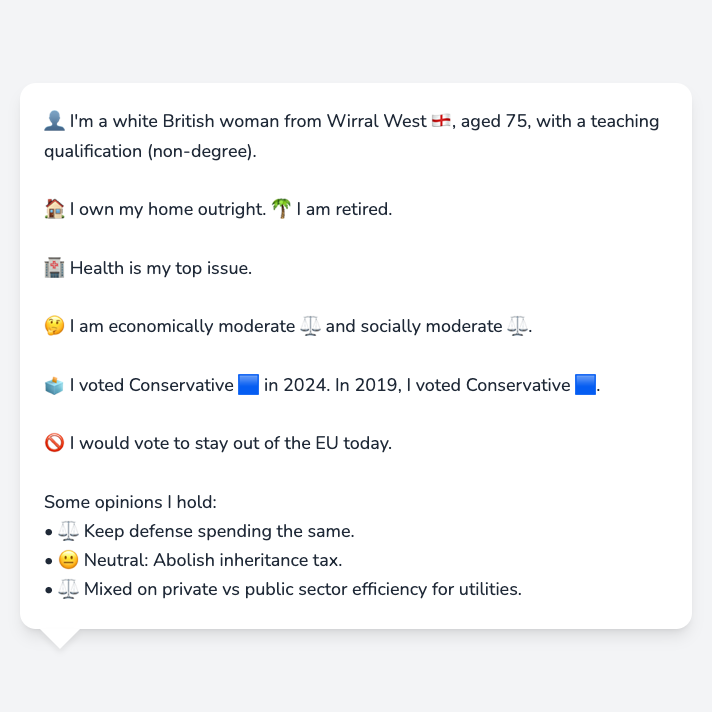 👤 I'm a white British woman from Wirral West 🏴󠁧󠁢󠁥󠁮󠁧󠁿, aged 75, with a teaching
qualification (non-degree).
🏠 I own my home outright. 🌴 I am retired.
🏥 Health is my top issue.
🤔 I am economically moderate ⚖️ and socially moderate ⚖️.
🗳️ I voted Conservative 🟦 in 2024. In 2019, I voted Conservative 🟦.
🚫 I would vote to stay out of the EU today.
Some opinions I hold:
• ⚖️ Keep defense spending the same.
• 😐 Neutral: Abolish inheritance tax.
• ⚖️ Mixed on private vs public sector efficiency for utilities.